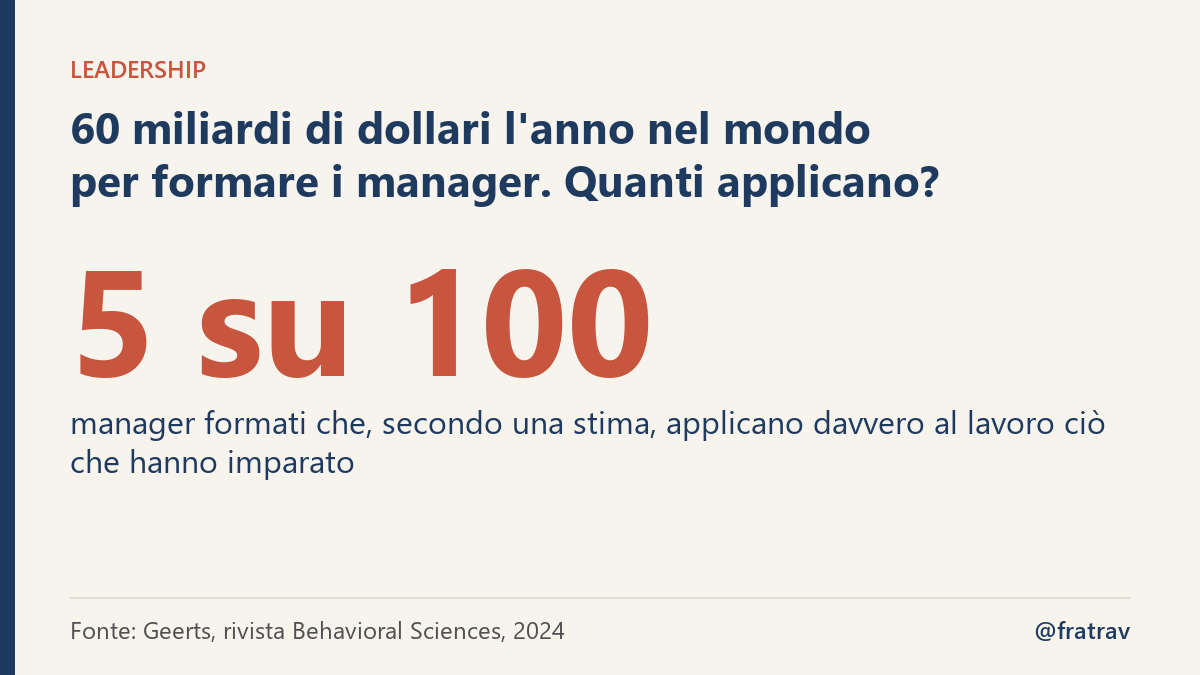 LEADERSHIP
60 miliardi di dollari l'anno nel mondo
per formare i manager. Quanti applicano?
5 su 100
manager formati che, secondo una stima, applicano davvero al lavoro ciò
che hanno imparato
Fonte: Geerts, rivista Behavioral Sciences, 2024
@fratrav